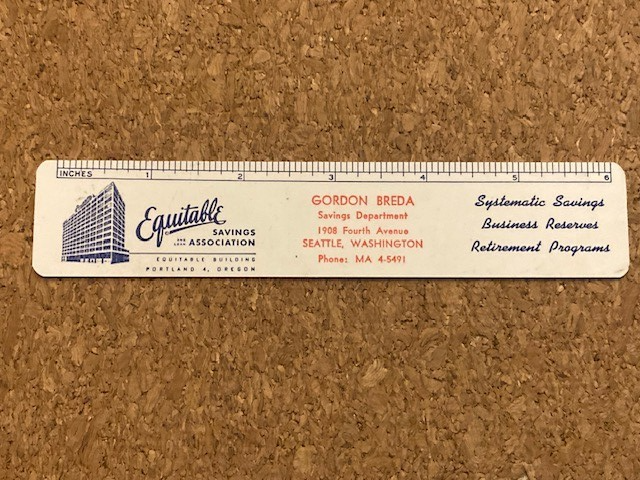 INCHES 1 2 3 4 5 6
Equitable
SAVINGS
AND LOAN ASSOCIATION
EQUITABLE BUILDING
PORTLAND 4, OREGON
GORDON BREDA
Savings Department
1908 Fourth Avenue
SEATTLE, WASHINGTON
Phone: MA 4-5491
Systematic Savings
Business Reserves
Retirement Programs